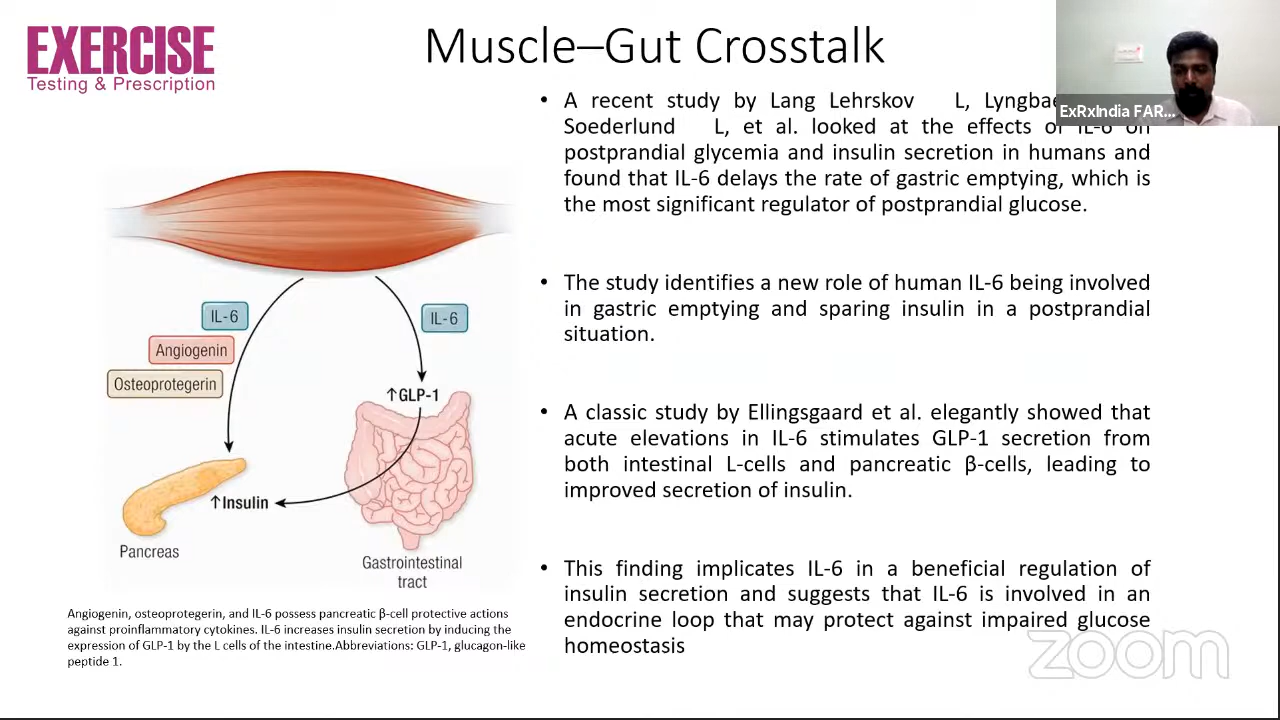 EXERCISE
Testing & Prescription
Muscle–Gut Crosstalk
• A recent study by Lang Lehrskov L, Lyngbae
Soederlund L, et al. looked at the effects of IL-6 on
postprandial glycemia and insulin secretion in humans and
found that IL-6 delays the rate of gastric emptying, which is
the most significant regulator of postprandial glucose.
• The study identifies a new role of human IL-6 being involved
in gastric emptying and sparing insulin in a postprandial
situation.
• A classic study by Ellingsgaard et al. elegantly showed that
acute elevations in IL-6 stimulates GLP-1 secretion from
both intestinal L-cells and pancreatic β-cells, leading to
improved secretion of insulin.
• This finding implicates IL-6 in a beneficial regulation of
insulin secretion and suggests that IL-6 is involved in an
endocrine loop that may protect against impaired glucose
homeostasis
IL-6
Angiogenin
Osteoprotegerin
IL-6
↑GLP-1
↑Insulin
Pancreas
Gastrointestinal
tract
Angiogenin, osteoprotegerin, and IL-6 possess pancreatic β-cell protective actions
against proinflammatory cytokines. IL-6 increases insulin secretion by inducing the
expression of GLP-1 by the L cells of the intestine.Abbreviations: GLP-1, glucagon-like
peptide 1.
ExRxIndia FAR...
zoom